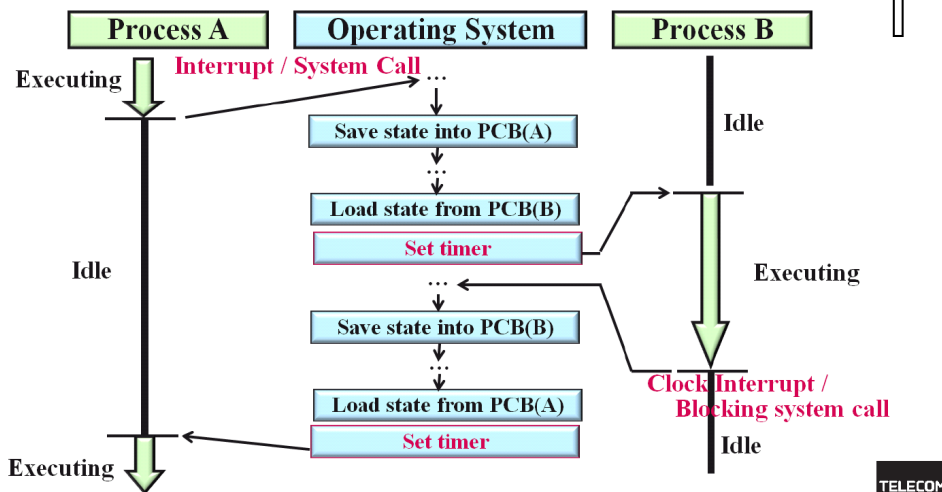 Process A
Operating System
Process B
Executing
Interrupt / System Call
...
Save state into PCB(A)
...
Load state from PCB(B)
Set timer
Idle
Idle
Executing
...
Save state into PCB(B)
...
Load state from PCB(A)
Set timer
Clock Interrupt /
Blocking system call
Idle
Executing
TELECOM